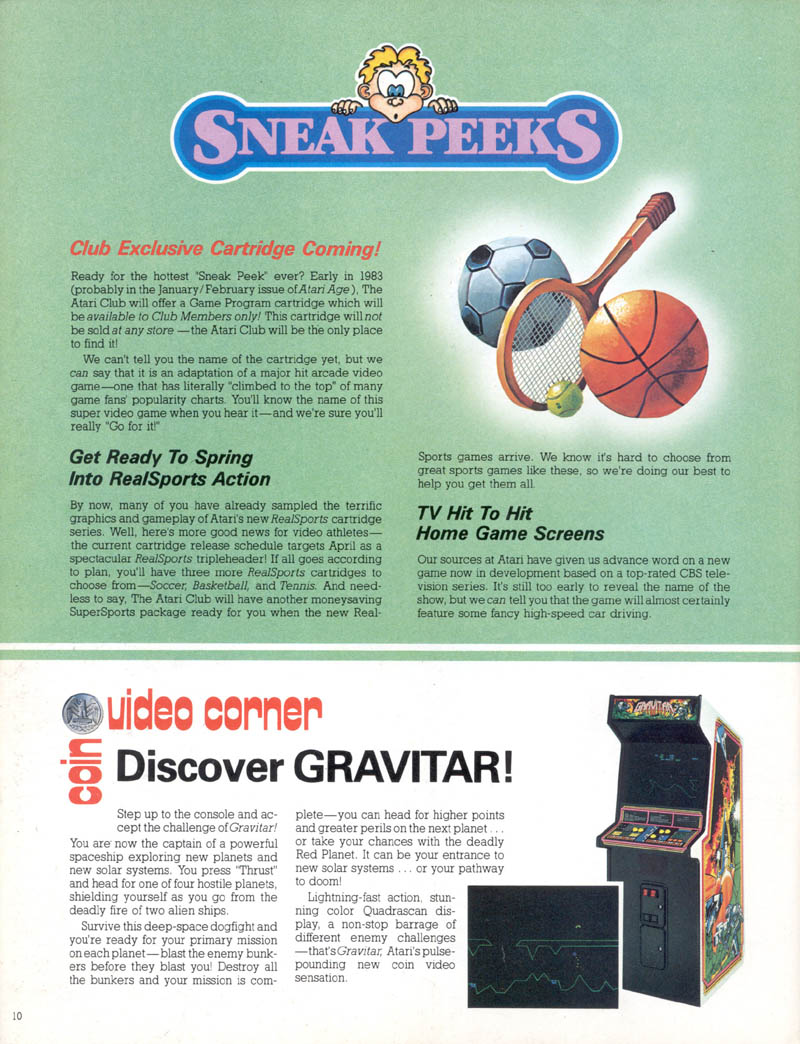 SNEAK PEEKS
Club Exclusive Cartridge Coming!
Ready for the hottest "Sneak Peek" ever? Early in 1983
(probably in the January/February issue of Atari Age), The
Atari Club will offer a Game Program cartridge which will
be available to Club Members only! This cartridge will not
be sold at any store—the Atari Club will be the only place
to find it!
We can't tell you the name of the cartridge yet, but we
can say that it is an adaptation of a major hit arcade video
game—one that has literally "climbed to the top" of many
game fans' popularity charts. You'll know the name of this
super video game when you hear it—and we're sure you'll
really "Go for it!"
Get Ready To Spring
Into RealSports Action
By now, many of you have already sampled the terrific
graphics and gameplay of Atari's new RealSports cartridge
series. Well, here's more good news for video athletes—
the current cartridge release schedule targets April as a
spectacular RealSports tripleheader! If all goes according
to plan, you'll have three more RealSports cartridges to
choose from—Soccer, Basketball, and Tennis. And need-
less to say, The Atari Club will have another moneysaving
SuperSports package ready for you when the new Real-
Sports games arrive. We know it's hard to choose from
great sports games like these, so we're doing our best to
help you get them all.
TV Hit To Hit
Home Game Screens
Our sources at Atari have given us advance word on a new
game now in development based on a top-rated CBS tele-
vision series. It's still too early to reveal the name of the
show, but we can tell you that the game will almost certainly
feature some fancy high-speed car driving.
coin video corner
Discover GRAVITAR!
Step up to the console and ac-
cept the challenge of Gravitar!
You are now the captain of a powerful
spaceship exploring new planets and
new solar systems. You press "Thrust"
and head for one of four hostile planets,
shielding yourself as you go from the
deadly fire of two alien ships.
Survive this deep-space dogfight and
you're ready for your primary mission
on each planet—blast the enemy bunk-
ers before they blast you! Destroy all
the bunkers and your mission is com-
plete—you can head for higher points
and greater perils on the next planet . . .
or take your chances with the deadly
Red Planet. It can be your entrance to
new solar systems . . . or your pathway
to doom!
Lightning-fast action, stun-
ning color Quadrascan dis-
play, a non-stop barrage of
different enemy challenges
—that's Gravitar, Atari's pulse-
pounding new coin video
sensation.
GRAVITAR
10